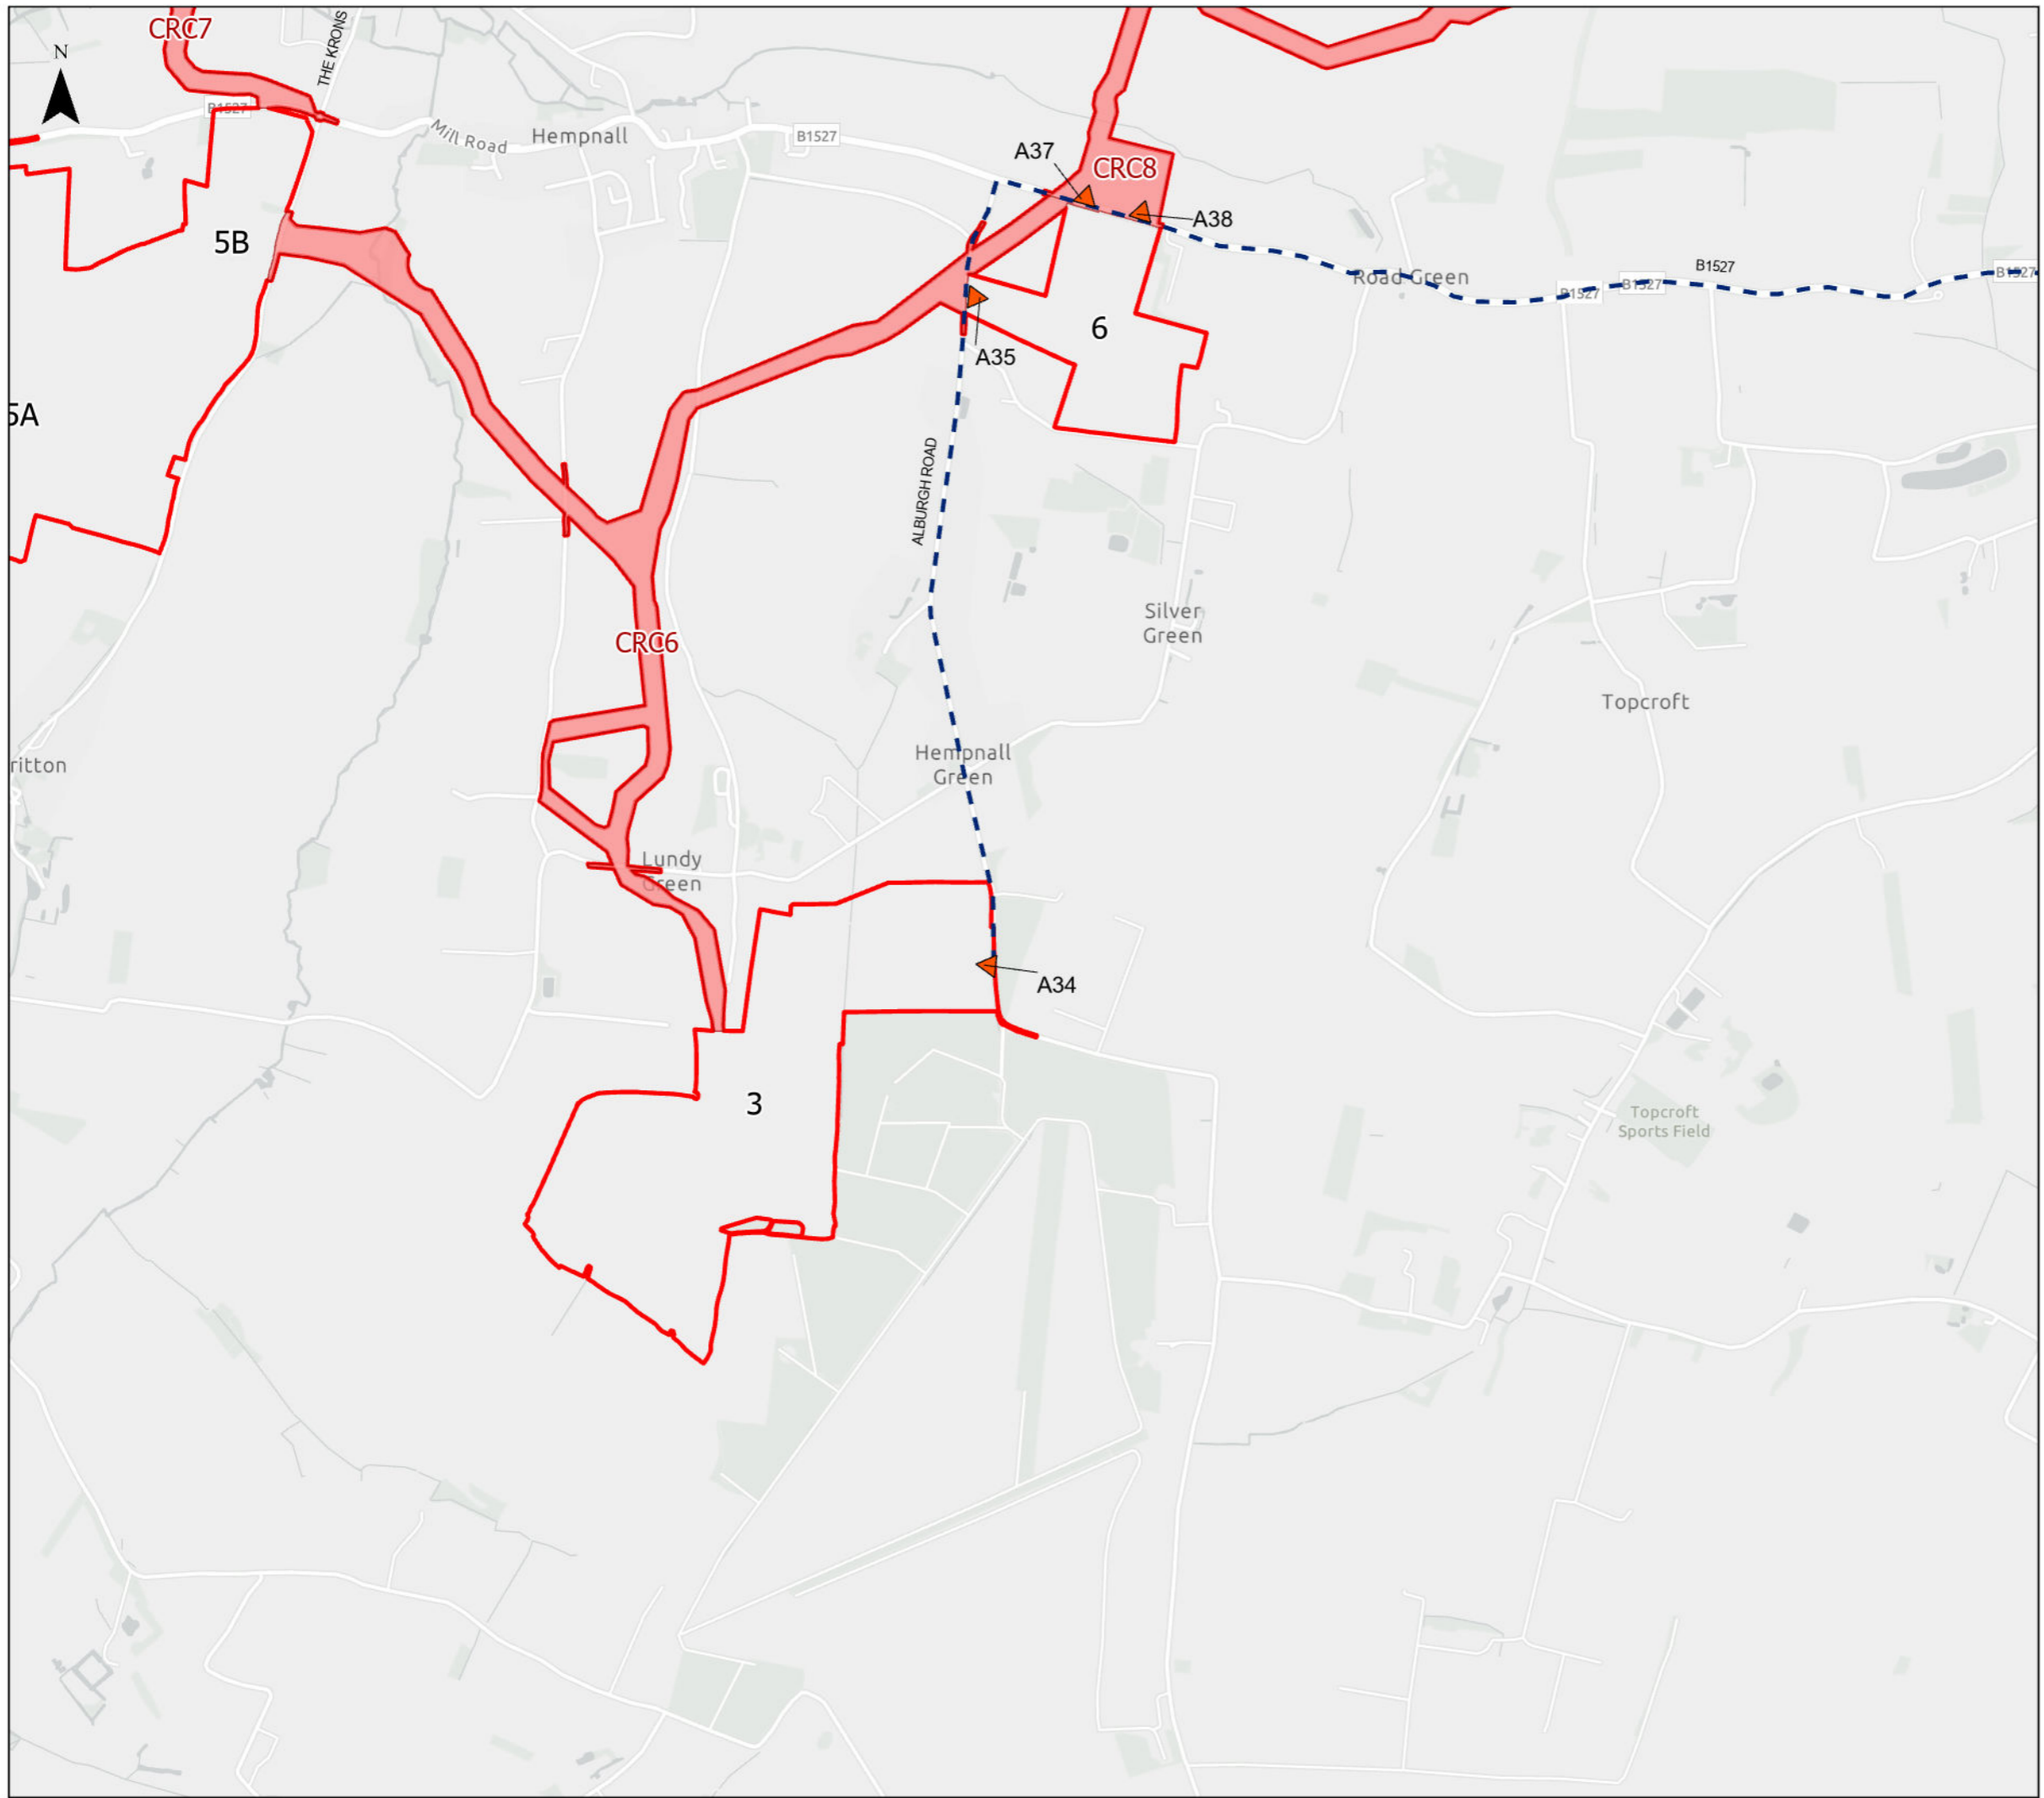 CRC7
THE KRONS
N
B1527
Mill Road
Hempnall
B1527
A37
CRC8
A38
5B
Road Green
B1527
B1527
B1527
B1527
6
A35
5A
ALBURGH ROAD
Silver
Green
CRC6
Topcroft
Hempnall
Green
ritton
Lundy
Green
A34
3
Topcroft
Sports Field